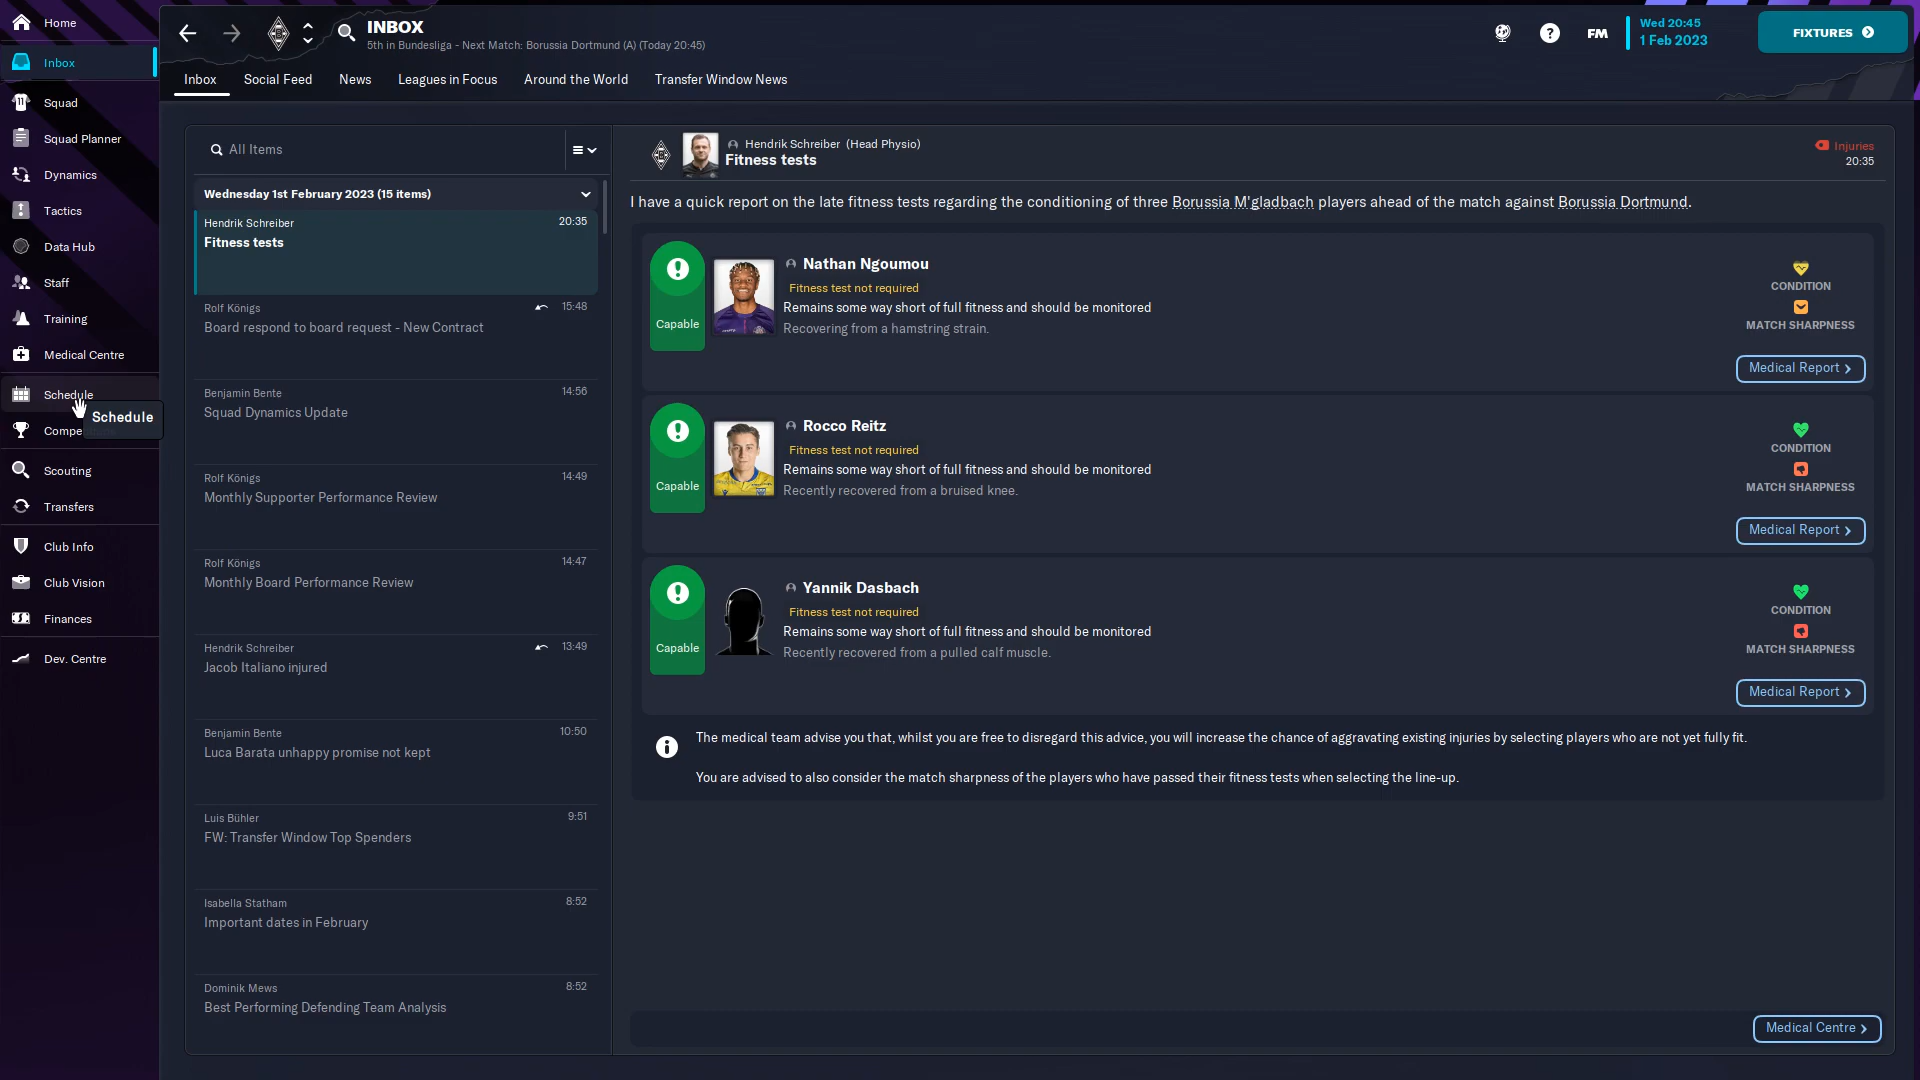 Home
Inbox
Squad
Squad Planner
Dynamics
Tactics
Data Hub
Staff
Training
Medical Centre
Schedule
Schedule
Compe
Scouting
Transfers
Club Info
Club Vision
Finances
Dev. Centre
INBOX
5th in Bundesliga - Next Match: Borussia Dortmund (A) (Today 20:45)
FM
Wed 20:45
1 Feb 2023
FIXTURES
Inbox Social Feed News Leagues in Focus Around the World Transfer Window News
All Items
Wednesday 1st February 2023 (15 items)
Hendrik Schreiber 20:35
Fitness tests
Rolf Königs 15:48
Board respond to board request - New Contract
Benjamin Bente 14:56
Squad Dynamics Update
Rolf Königs 14:49
Monthly Supporter Performance Review
Rolf Königs 14:47
Monthly Board Performance Review
Hendrik Schreiber 13:49
Jacob Italiano injured
Benjamin Bente 10:50
Luca Barata unhappy promise not kept
Luis Bühler 9:51
FW: Transfer Window Top Spenders
Isabella Statham 8:52
Important dates in February
Dominik Mews 8:52
Best Performing Defending Team Analysis
Hendrik Schreiber (Head Physio)
Fitness tests
Injuries
20:35
I have a quick report on the late fitness tests regarding the conditioning of three Borussia M'gladbach players ahead of the match against Borussia Dortmund.
Capable
Nathan Ngoumou
Fitness test not required
Remains some way short of full fitness and should be monitored
Recovering from a hamstring strain.
CONDITION
MATCH SHARPNESS
Medical Report
Capable
Rocco Reitz
Fitness test not required
Remains some way short of full fitness and should be monitored
Recently recovered from a bruised knee.
CONDITION
MATCH SHARPNESS
Medical Report
Capable
Yannik Dasbach
Fitness test not required
Remains some way short of full fitness and should be monitored
Recently recovered from a pulled calf muscle.
CONDITION
MATCH SHARPNESS
Medical Report
The medical team advise you that, whilst you are free to disregard this advice, you will increase the chance of aggravating existing injuries by selecting players who are not yet fully fit.
You are advised to also consider the match sharpness of the players who have passed their fitness tests when selecting the line-up.
Medical Centre